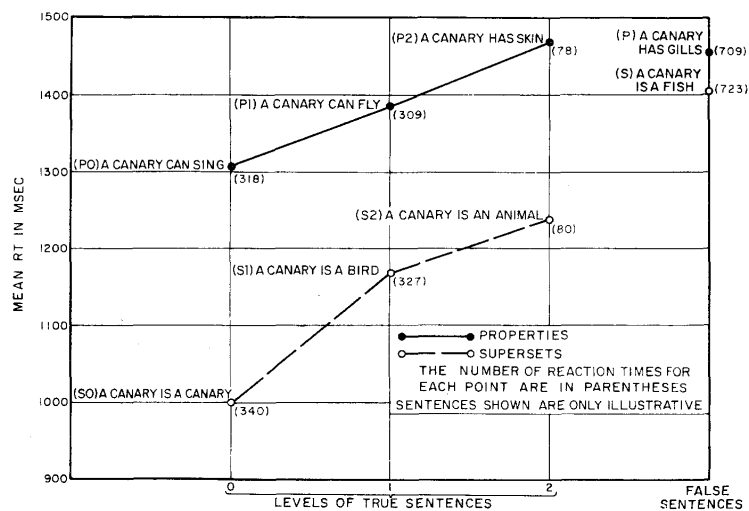 1500
1400
1300
1200
1100
1000
900
MEAN RT IN MSEC
(P2) A CANARY HAS SKIN
(78)
(P) A CANARY
HAS GILLS
(709)
(S) A CANARY
IS A FISH
(723)
(P1) A CANARY CAN FLY
(309)
(P0) A CANARY CAN SING
(318)
(S2) A CANARY IS AN ANIMAL
(80)
(S1) A CANARY IS A BIRD
(327)
(S0) A CANARY IS A CANARY
(340)
PROPERTIES
SUPERSETS
THE NUMBER OF REACTION TIMES FOR
EACH POINT ARE IN PARENTHESES
SENTENCES SHOWN ARE ONLY ILLUSTRATIVE
0 1 2
LEVELS OF TRUE SENTENCES
FALSE
SENTENCES